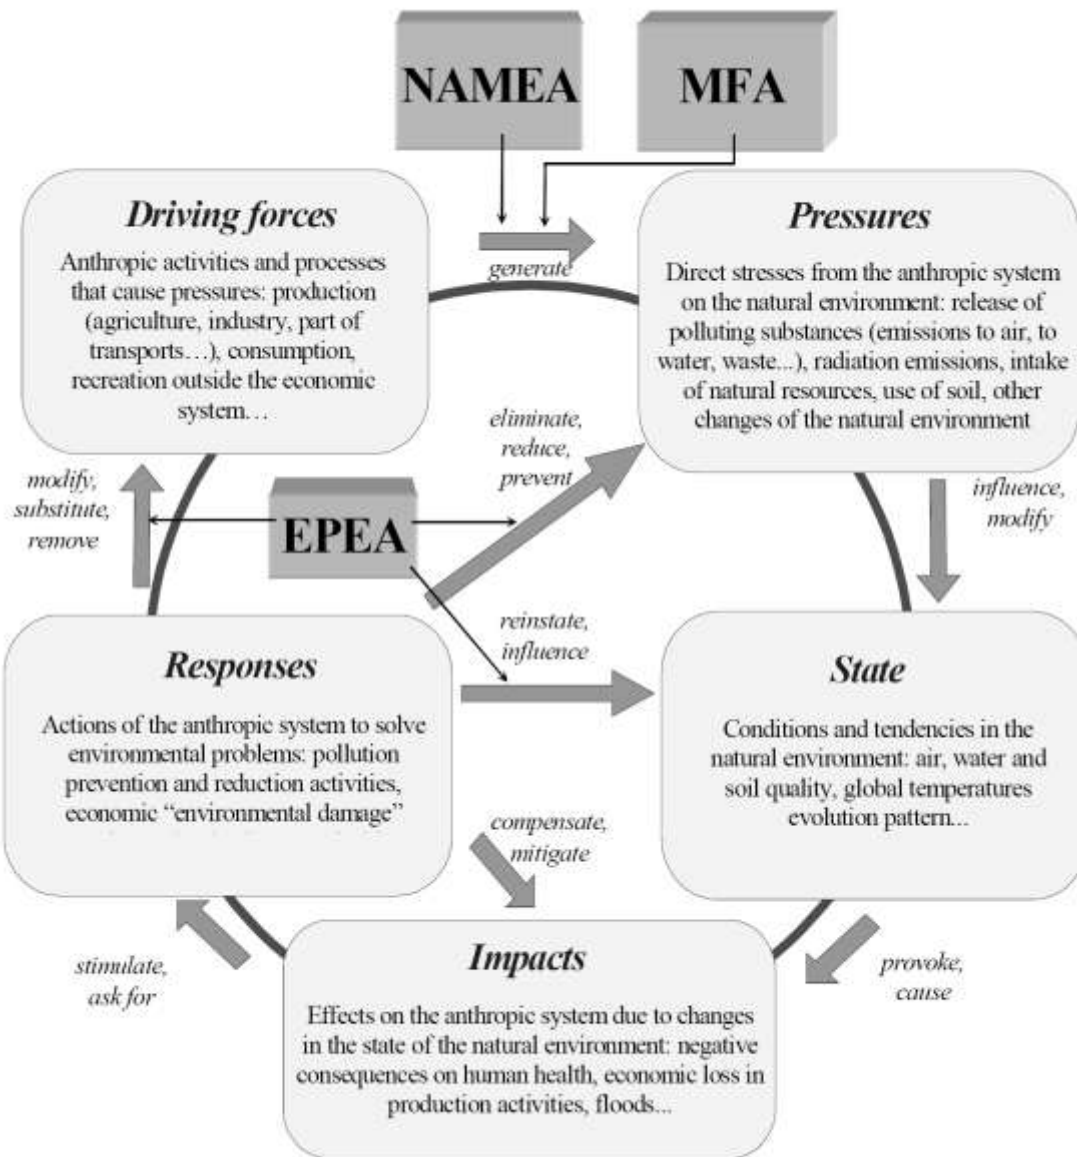 NAMEA
MFA
Driving forces
Anthropic activities and processes
that cause pressures: production
(agriculture, industry, part of
transports…), consumption,
recreation outside the economic
system…
generate
Pressures
Direct stresses from the anthropic system
on the natural environment: release of
polluting substances (emissions to air, to
water, waste...), radiation emissions, intake
of natural resources, use of soil, other
changes of the natural environment
eliminate,
reduce,
prevent
modify,
substitute,
remove
EPEA
influence,
modify
reinstate,
influence
Responses
Actions of the anthropic system to solve
environmental problems: pollution
prevention and reduction activities,
economic “environmental damage”
State
Conditions and tendencies in the
natural environment: air, water and
soil quality, global temperatures
evolution pattern...
compensate,
mitigate
stimulate,
ask for
provoke,
cause
Impacts
Effects on the anthropic system due to changes
in the state of the natural environment: negative
consequences on human health, economic loss in
production activities, floods...